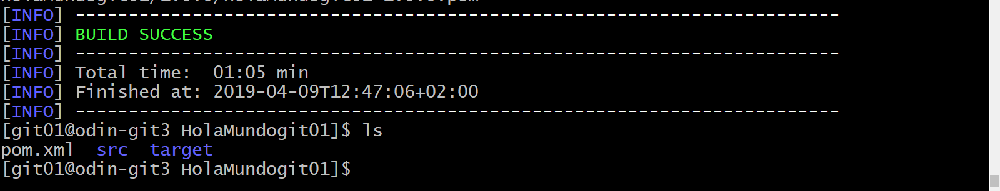 [INFO] ------------------------------------------------------------------------
[INFO] BUILD SUCCESS
[INFO] ------------------------------------------------------------------------
[INFO] Total time:  01:05 min
[INFO] Finished at: 2019-04-09T12:47:06+02:00
[INFO] ------------------------------------------------------------------------
[git01@odin-git3 HolaMundogit01]$ ls
pom.xml  src  target
[git01@odin-git3 HolaMundogit01]$